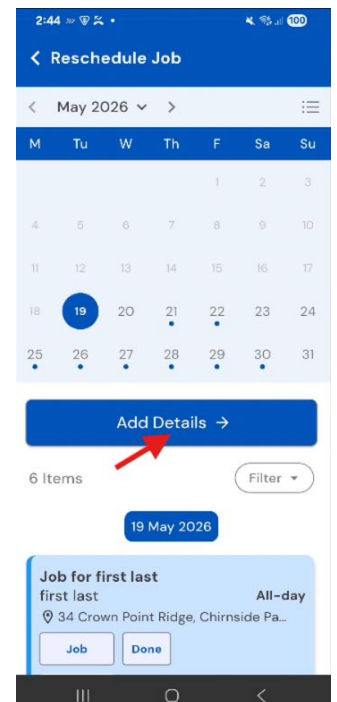 2:44 100
Reschedule Job
May 2026
M Tu W Th F Sa Su
1 2 3
4 5 6 7 8 9 10
11 12 13 14 15 16 17
18 19 20 21 22 23 24
25 26 27 28 29 30 31
Add Details →
6 Items Filter
19 May 2026
Job for first last
first last All-day
34 Crown Point Ridge, Chirnside Pa...
Job Done